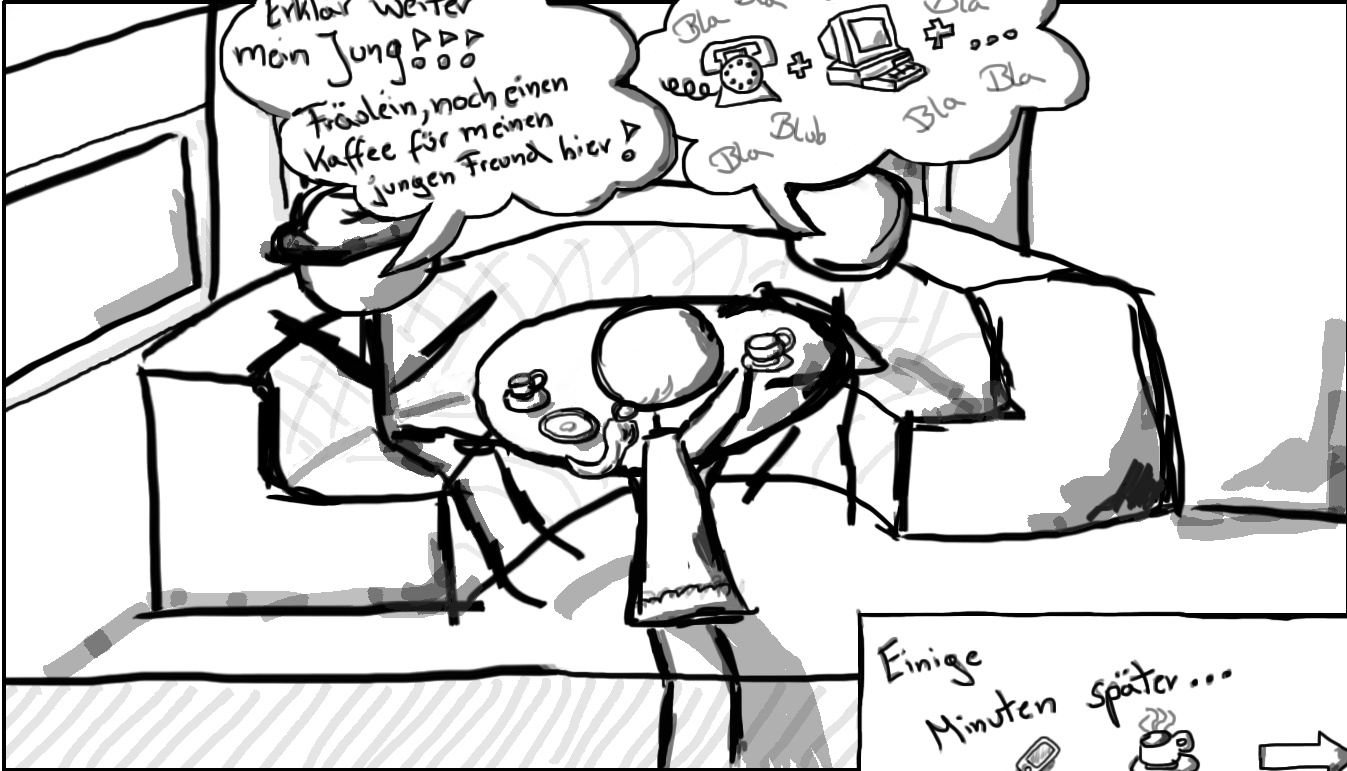 Erklär weiter
mein Jung!!!
Fräulein, noch einen
Kaffee für meinen
jungen Freund hier!
Bla
Bla
Bla
+
+ ...
Bla
Bla
Blub
Bla
Einige
Minuten später...